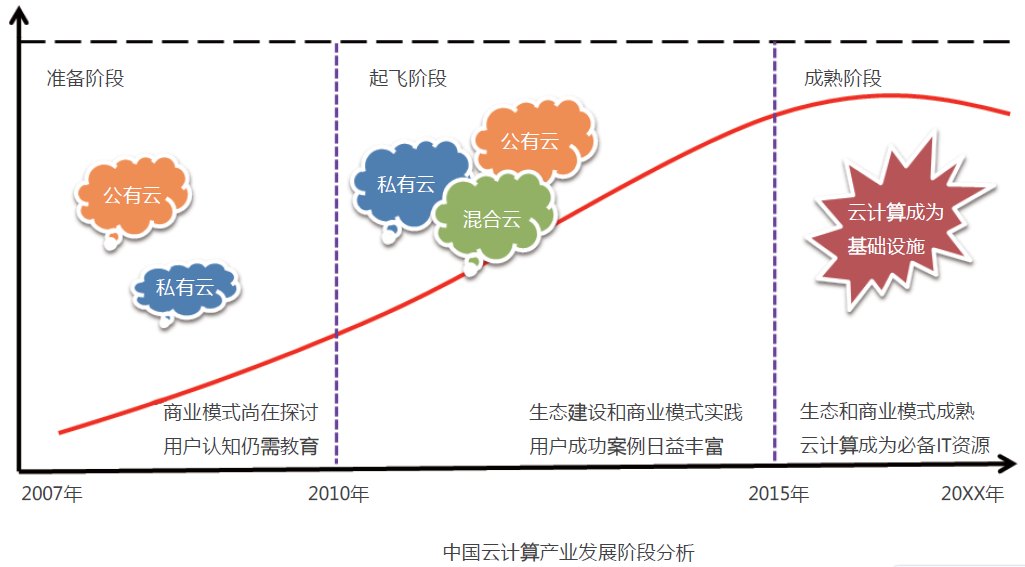 准备阶段
起飞阶段
成熟阶段
公有云
私有云
公有云
私有云
混合云
云计算成为
基础设施
商业模式尚在探讨
用户认知仍需教育
生态建设和商业模式实践
用户成功案例日益丰富
生态和商业模式成熟
云计算成为必备IT资源
2007年
2010年
2015年
20XX年
中国云计算产业发展阶段分析